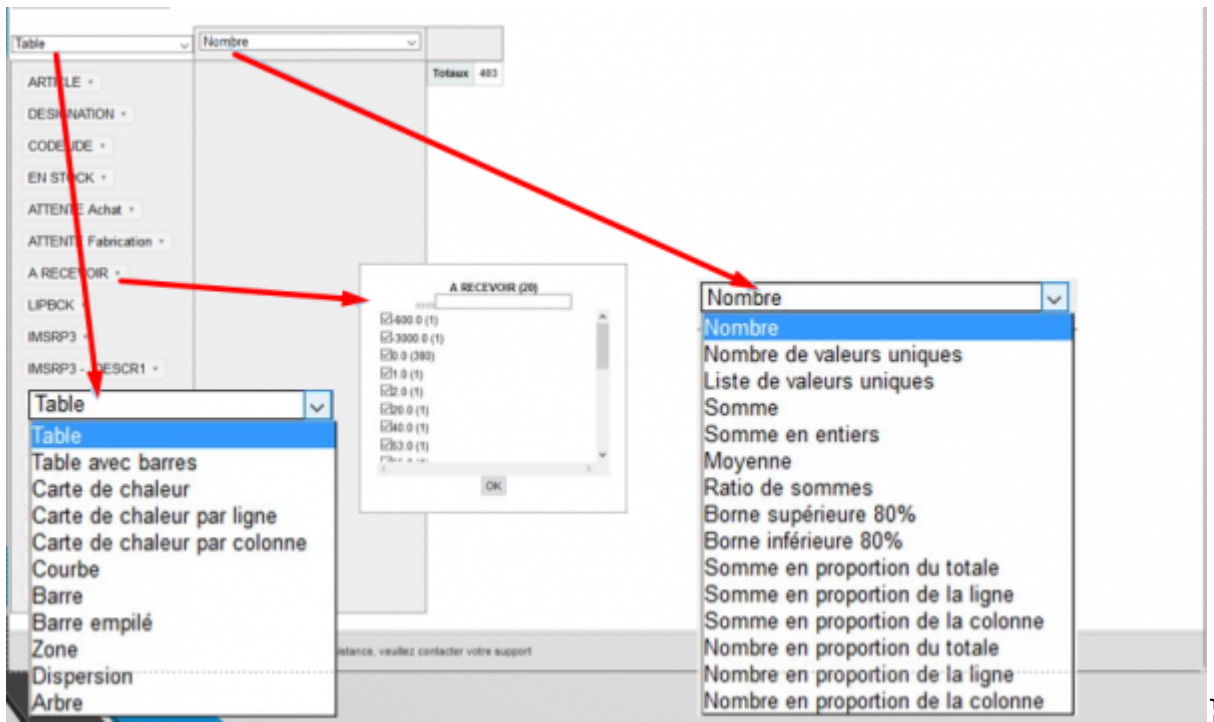 Table
Nombre
Totaux 403
ARTICLE
DESIGNATION
CODEUDE
EN STOCK
ATTENTE Achat
ATTENTE Fabrication
A RECEVOIR
LIPBCK
IMSRP3
IMSRP3 - DESCR1
A RECEVOIR (20)
-600.0 (1)
-3000.0 (1)
0.0 (380)
1.0 (1)
2.0 (1)
20.0 (1)
40.0 (1)
53.0 (1)
OK
Table
Table
Table avec barres
Carte de chaleur
Carte de chaleur par ligne
Carte de chaleur par colonne
Courbe
Barre
Barre empilé
Zone
Dispersion
Arbre
Nombre
Nombre
Nombre de valeurs uniques
Liste de valeurs uniques
Somme
Somme en entiers
Moyenne
Ratio de sommes
Borne supérieure 80%
Borne inférieure 80%
Somme en proportion du totale
Somme en proportion de la ligne
Somme en proportion de la colonne
Nombre en proportion du totale
Nombre en proportion de la ligne
Nombre en proportion de la colonne
veuillez contacter votre support